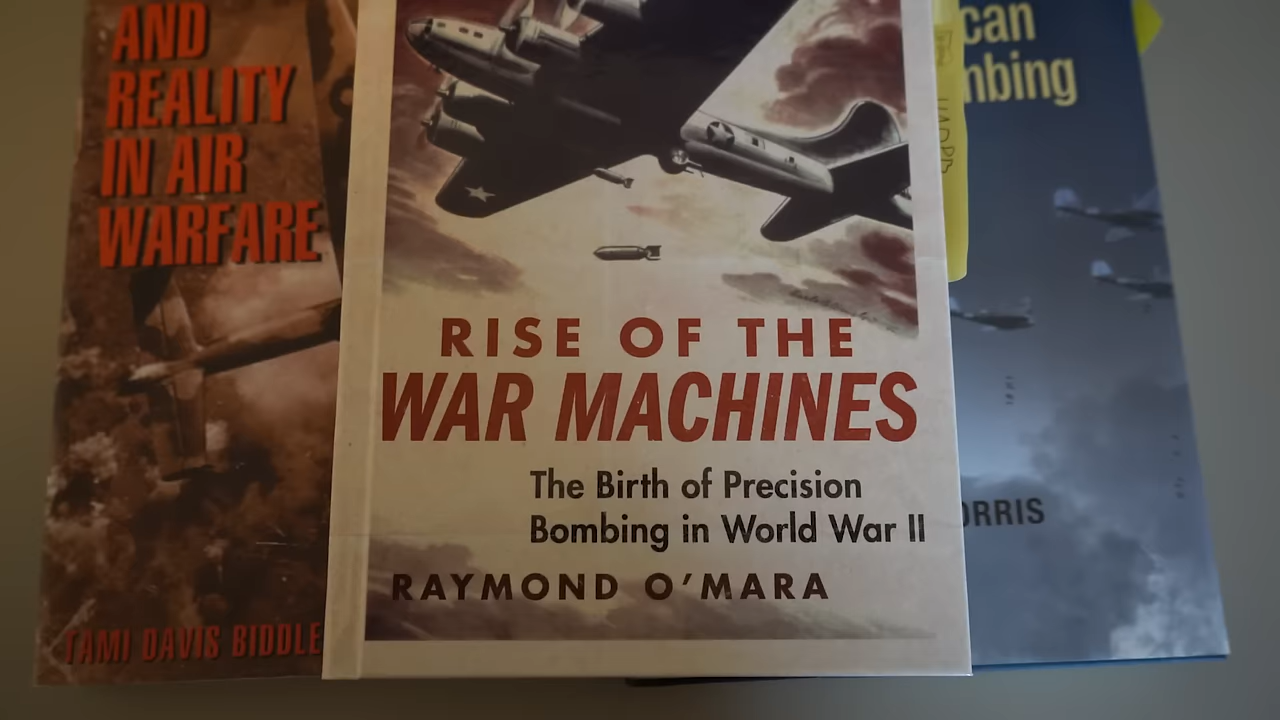 AND
REALITY
IN AIR
WARFARE
TAMI DAVIS BIDDLE
RISE OF THE
WAR MACHINES
The Birth of Precision
Bombing in World War II
RAYMOND O'MARA
can
mbing
ORRIS